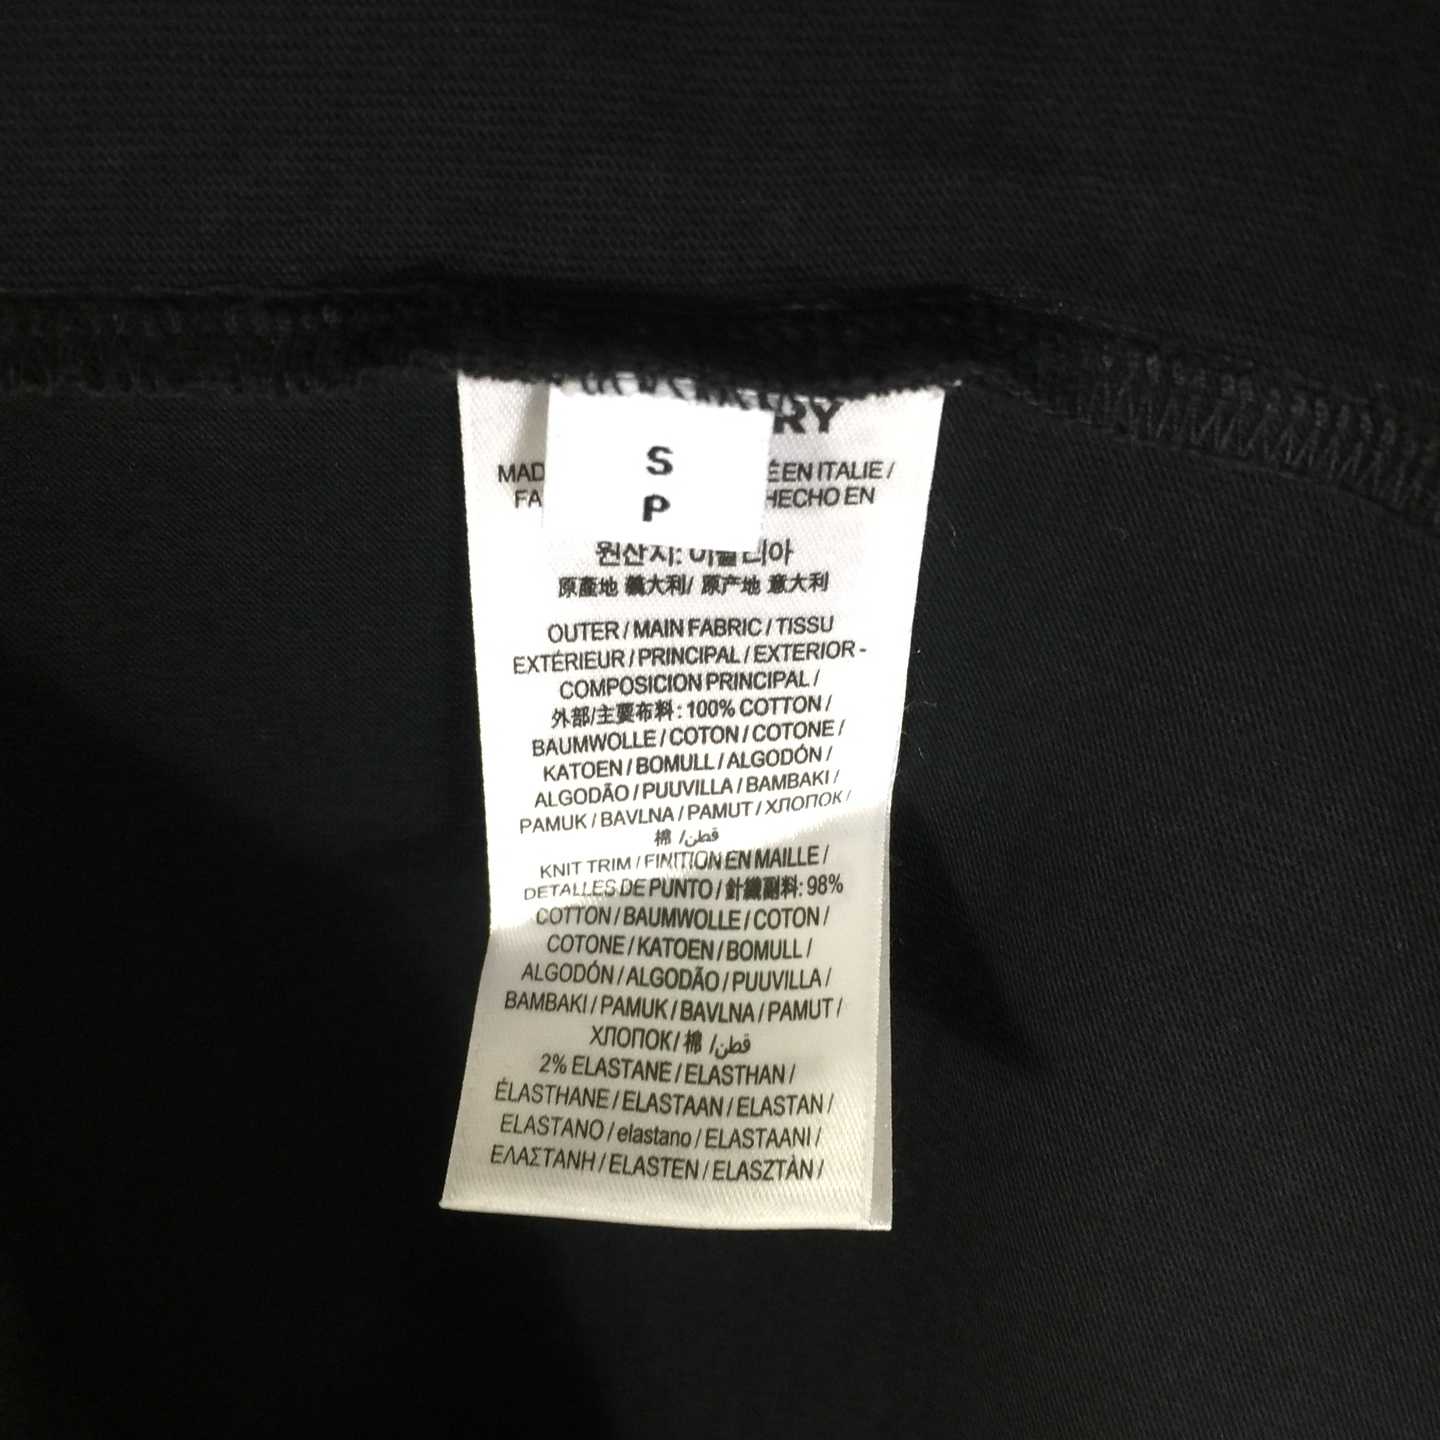 RY
S
P
MAD
É EN ITALIE /
FA
HECHO EN
원산지: 이탈리아
原產地 義大利/ 原产地 意大利
OUTER / MAIN FABRIC / TISSU
EXTÉRIEUR / PRINCIPAL / EXTERIOR -
COMPOSICION PRINCIPAL /
外部/主要布料: 100% COTTON /
BAUMWOLLE / COTON / COTONE /
KATOEN / BOMULL / ALGODÓN /
ALGODÃO / PUUVILLA / BAMBAKI /
PAMUK / BAVLNA / PAMUT / ХЛОПОК /
棉 /قطن/
KNIT TRIM / FINITION EN MAILLE /
DETALLES DE PUNTO / 針織副料: 98%
COTTON / BAUMWOLLE / COTON /
COTONE / KATOEN / BOMULL /
ALGODÓN / ALGODÃO / PUUVILLA /
BAMBAKI / PAMUK / BAVLNA / PAMUT /
ХЛОПОК / 棉 /قطن/
2% ELASTANE / ELASTHAN /
ÉLASTHANE / ELASTAAN / ELASTAN /
ELASTANO / elastano / ELASTAANI /
ΕΛΑΣΤΑΝΗ / ELASTEN / ELASZTÀN /